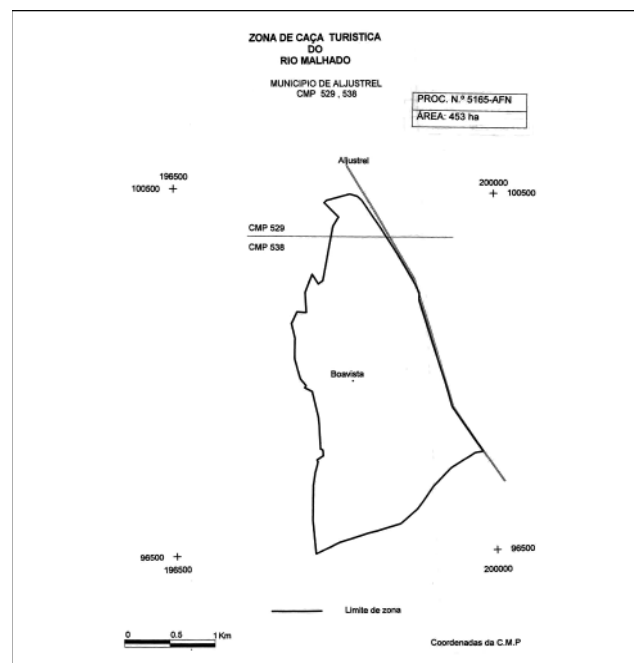 ZONA DE CAÇA TURISTICA
DO
RIO MALHADO
MUNICIPIO DE ALJUSTREL
CMP 529 , 538
PROC. N.º 5165-AFN
ÁREA: 453 ha
Aljustrel
196500
100500
200000
100500
CMP 529
CMP 538
Boavista
96500
196500
96500
200000
Limite de zona
0 0.5 1 Km
Coordenadas da C.M.P